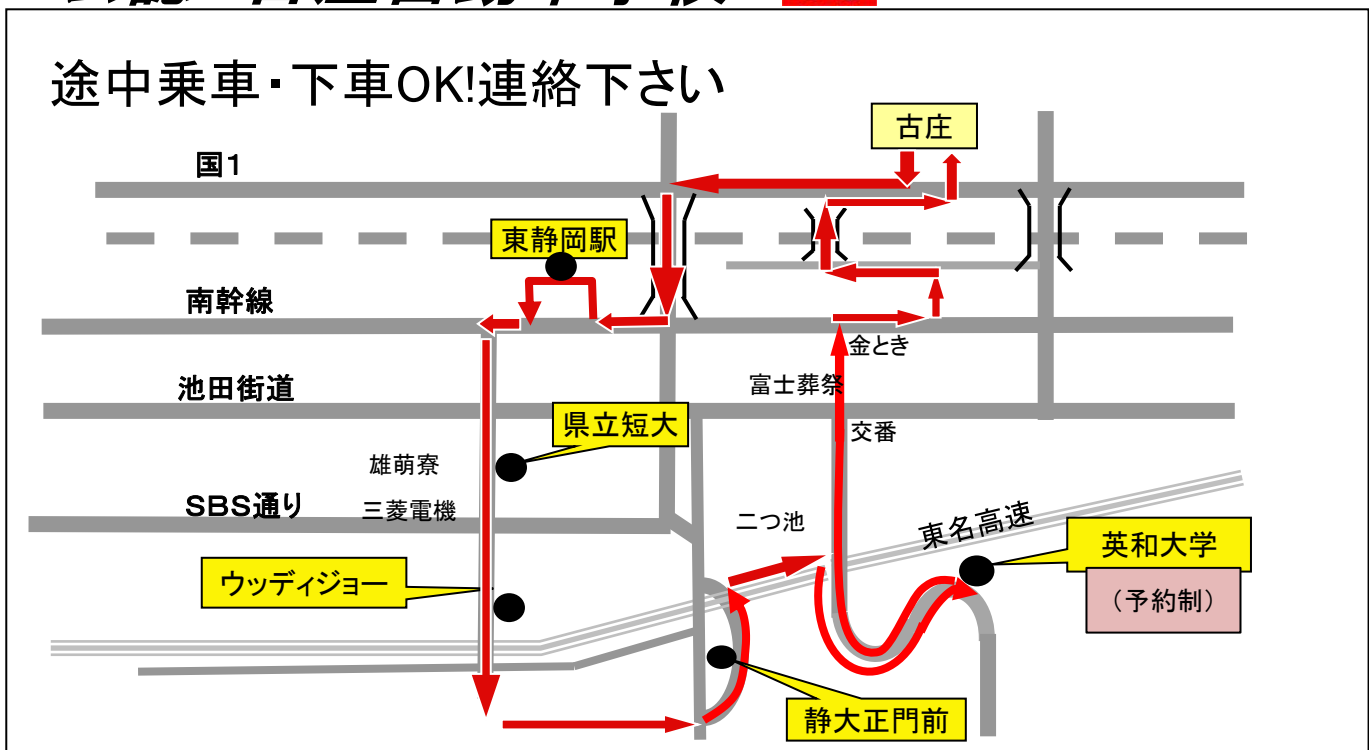 途中乗車・下車OK!連絡下さい
古庄
国1
東静岡駅
南幹線
金とき
富士葬祭
池田街道
県立短大
交番
雄萌寮
SBS通り
三菱電機
二つ池
東名高速
英和大学
(予約制)
ウッディジョー
静大正門前